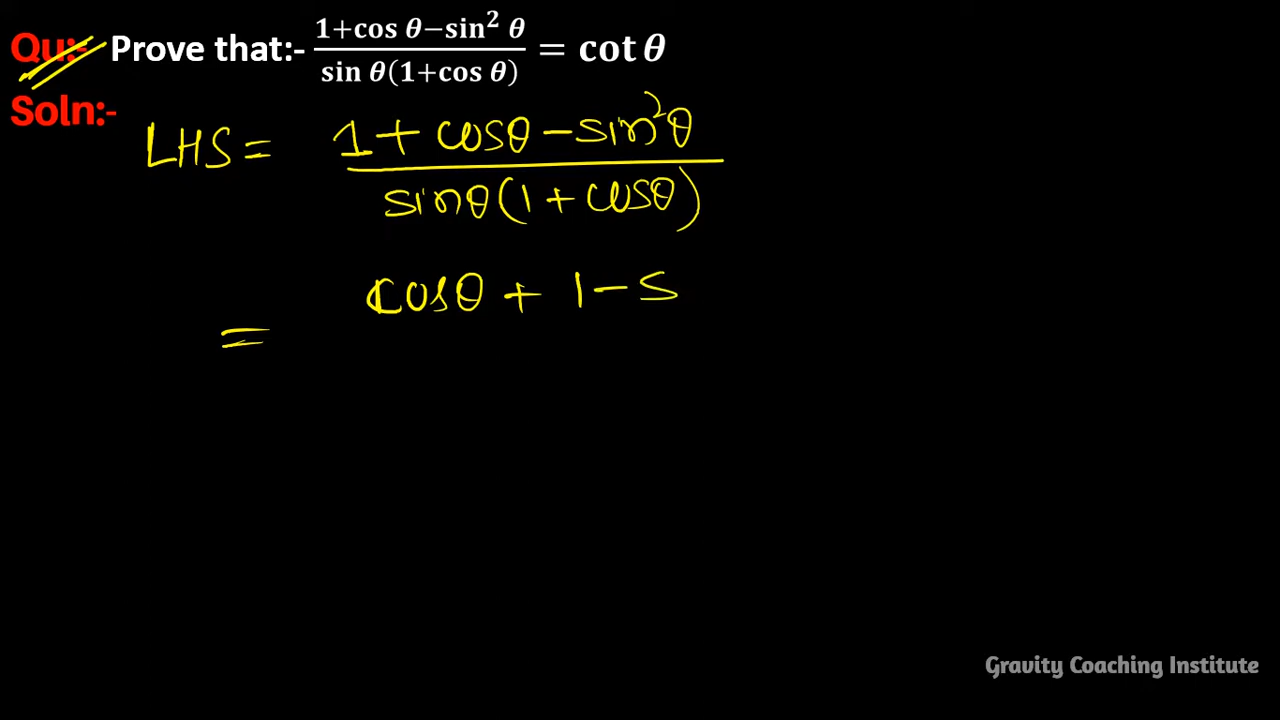 Qu:- Prove that:- (1+cos θ−sin² θ)/(sin θ(1+cos θ)) = cot θ
Soln:-
LHS = (1 + cosθ − sin²θ)/(sinθ(1 + cosθ))
= cosθ + 1 − s
Gravity Coaching Institute